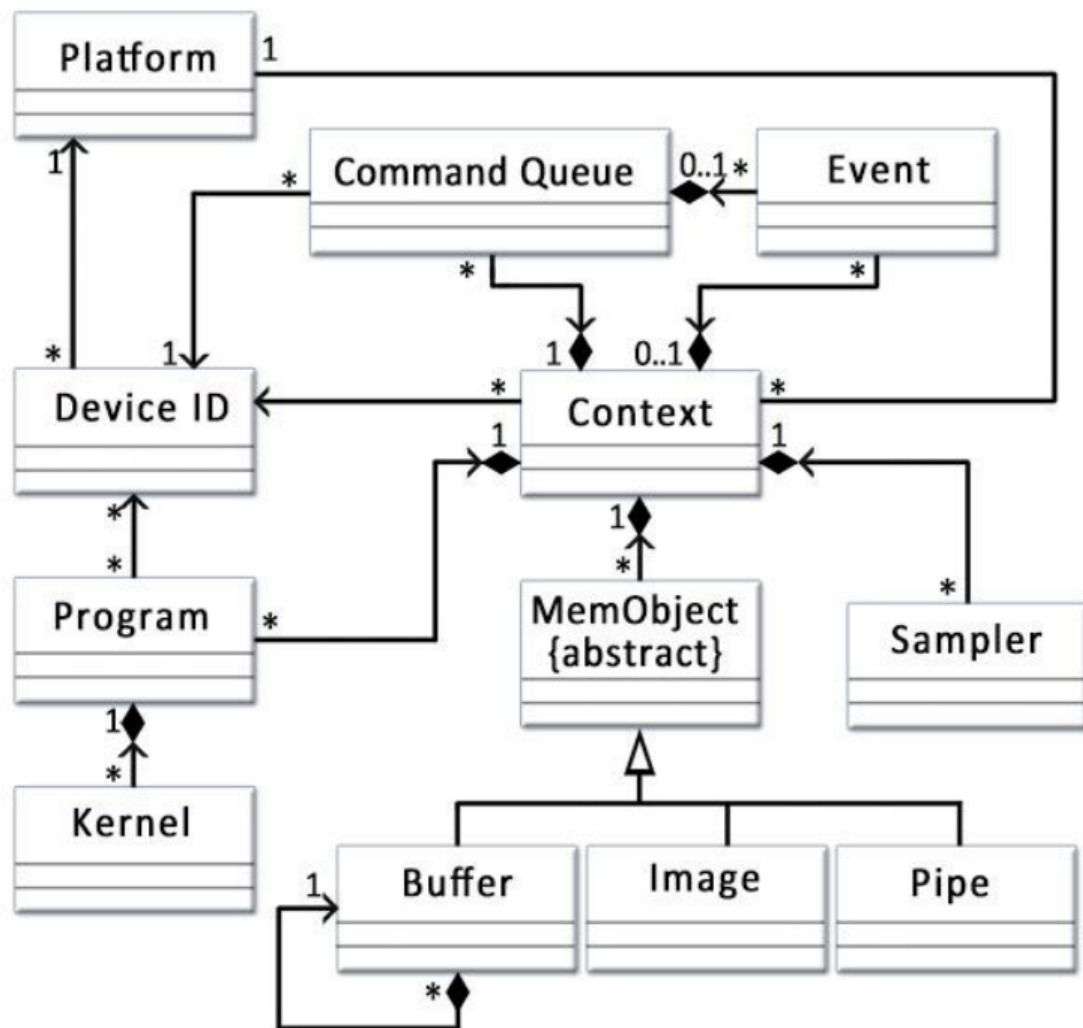 Platform
1
1
Command Queue
0..1
*
Event
*
*
*
*
1
1
0..1
Device ID
*
Context
*
1
1
*
*
1
*
*
Program
*
MemObject
{abstract}
Sampler
1
*
Kernel
Buffer
Image
Pipe
1
*